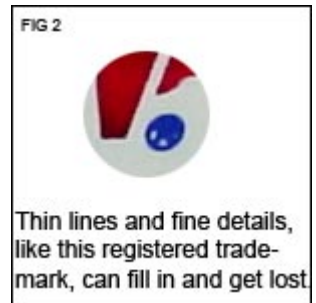 FIG 2
Thin lines and fine details,
like this registered trade-
mark, can fill in and get lost.